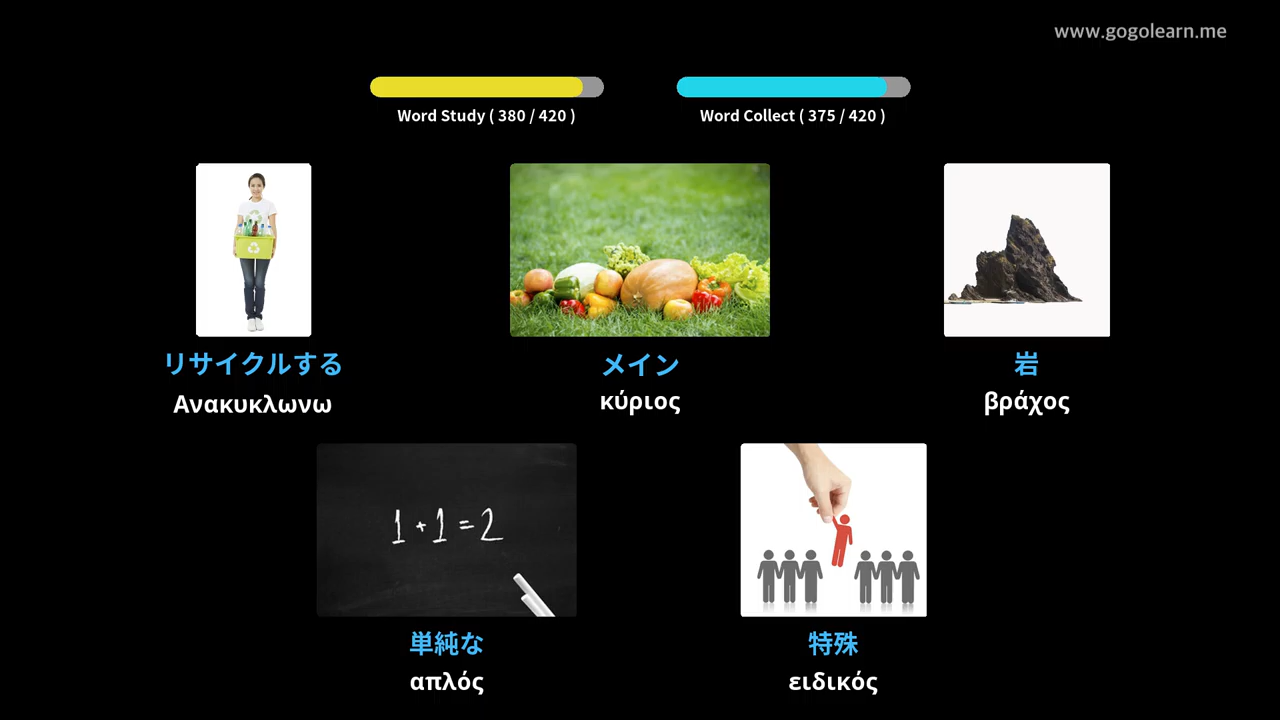 www.gogolearn.me
Word Study ( 380 / 420 )
Word Collect ( 375 / 420 )
リサイクルする
Ανακυκλωνω
メイン
κύριος
岩
βράχος
1+1=2
単純な
απλός
特殊
ειδικός